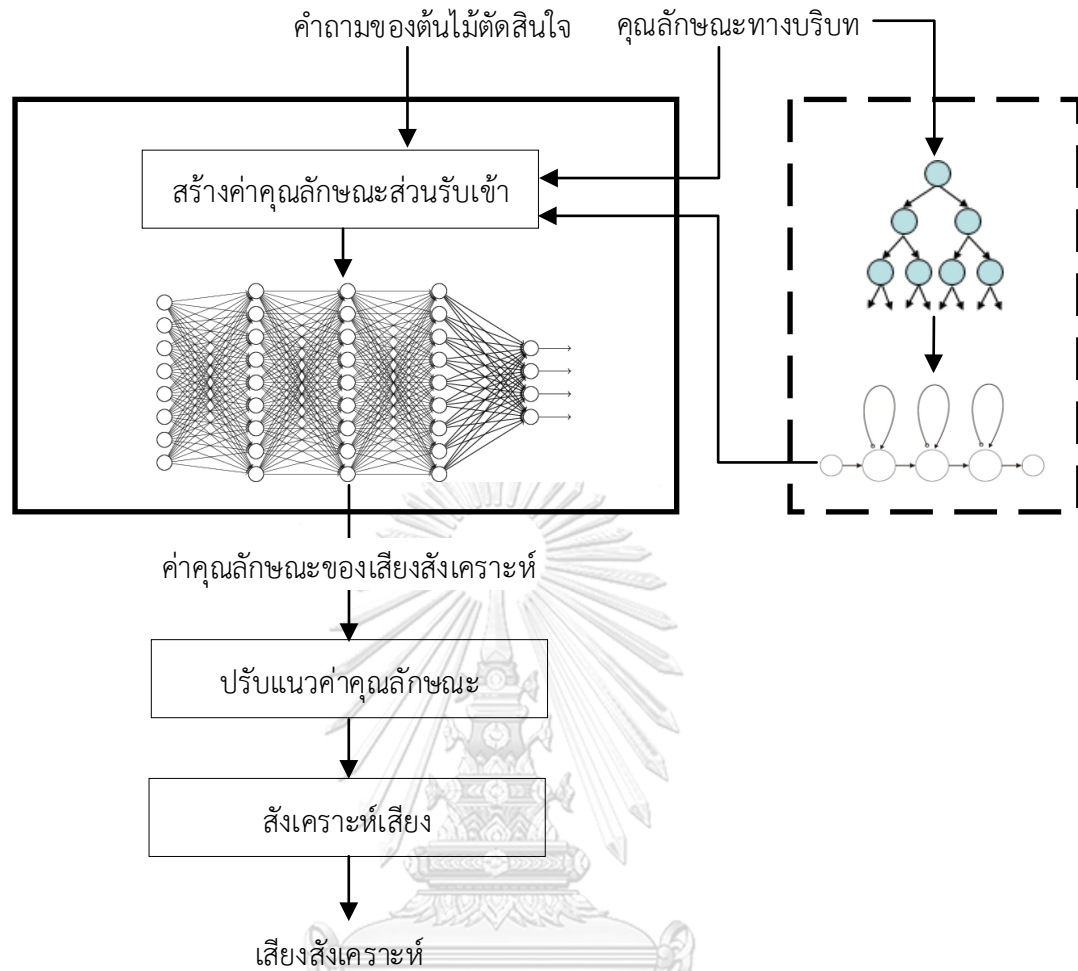 คำถามของต้นไม้ตัดสินใจ คุณลักษณะทางบริบท
สร้างค่าคุณลักษณะส่วนรับเข้า
ค่าคุณลักษณะของเสียงสังเคราะห์
ปรับแนวค่าคุณลักษณะ
สังเคราะห์เสียง
เสียงสังเคราะห์